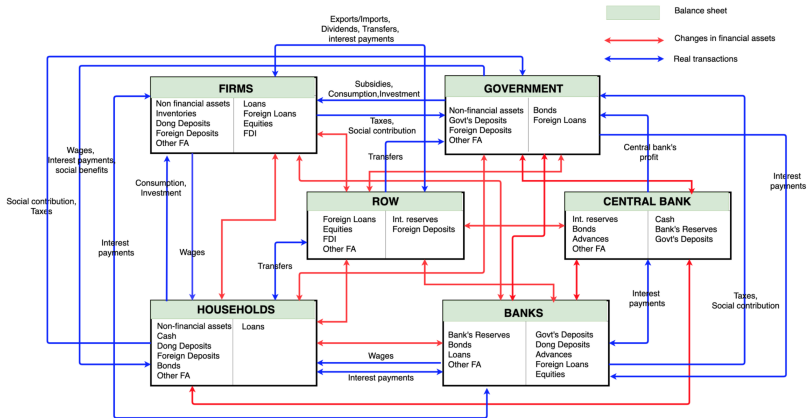 Exports/Imports,
Dividends, Transfers,
interest payments
Balance sheet
Changes in financial assets
Real transactions
FIRMS
Non financial assets
Inventories
Dong Deposits
Foreign Deposits
Other FA
Loans
Foreign Loans
Equities
FDI
Subsidies,
Consumption,Investment
Taxes,
Social contribution
Transfers
GOVERNMENT
Non-financial assets
Govt's Deposits
Foreign Deposits
Other FA
Bonds
Foreign Loans
Central bank's
profit
Interest
payments
Wages,
Interest payments,
social benefits
Social contribution,
Taxes
Consumption,
Investment
Wages
Interest
payments
ROW
Foreign Loans
Equities
FDI
Other FA
Int. reserves
Foreign Deposits
Transfers
CENTRAL BANK
Int. reserves
Bonds
Advances
Other FA
Cash
Bank's Reserves
Govt's Deposits
Interest
payments
Taxes,
Social contribution
HOUSEHOLDS
Non-financial assets
Cash
Dong Deposits
Foreign Deposits
Bonds
Other FA
Loans
Wages
Interest payments
BANKS
Bank's Reserves
Bonds
Loans
Other FA
Govt's Deposits
Dong Deposits
Advances
Foreign Loans
Equities